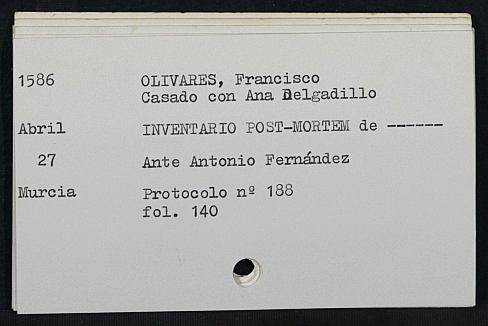 1586 OLIVARES, Francisco
Casado con Ana Delgadillo
Abril INVENTARIO POST-MORTEM de ------
27 Ante Antonio Fernández
Murcia Protocolo nº 188
fol. 140